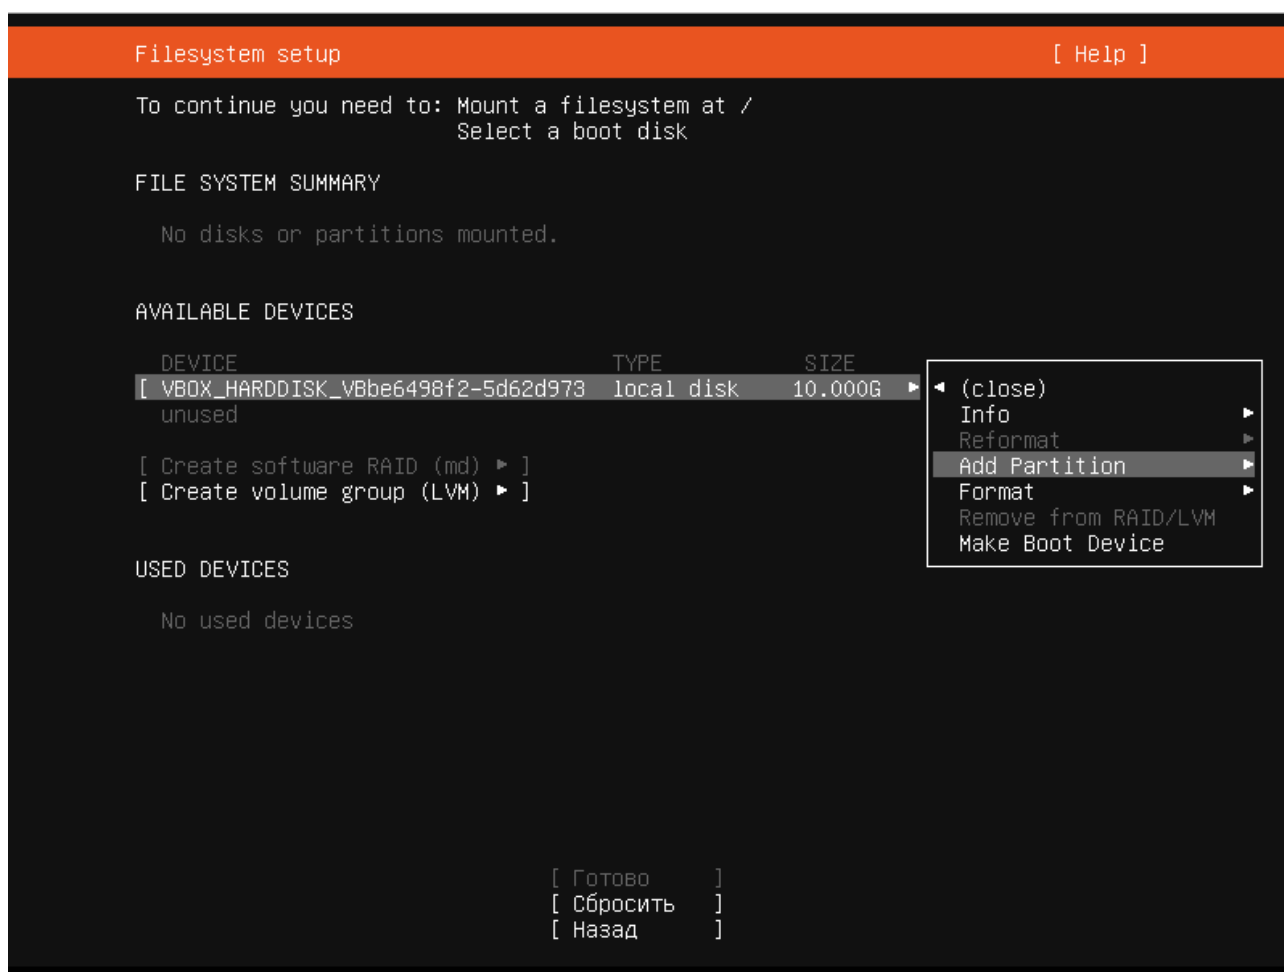 Filesystem setup [ Help ]
To continue you need to: Mount a filesystem at /
Select a boot disk
FILE SYSTEM SUMMARY
No disks or partitions mounted.
AVAILABLE DEVICES
DEVICE TYPE SIZE
[ VBOX_HARDDISK_VBbe6498f2-5d62d973 local disk 10.000G ▸
unused
[ Create software RAID (md) ▸ ]
[ Create volume group (LVM) ▸ ]
◂ (close)
Info ▸
Reformat ▸
Add Partition ▸
Format ▸
Remove from RAID/LVM
Make Boot Device
USED DEVICES
No used devices
[ Готово ]
[ Сбросить ]
[ Назад ]